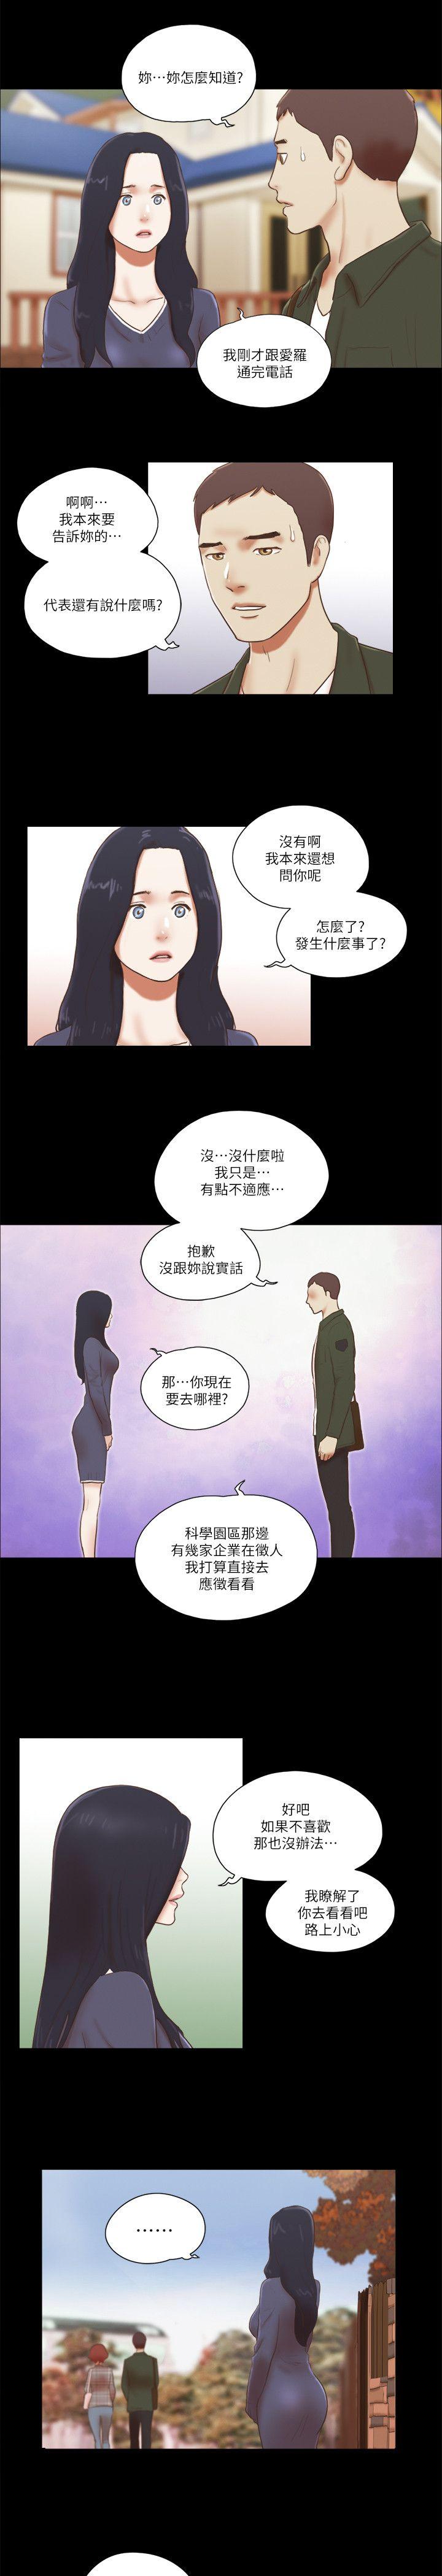 妳⋯妳怎麼知道?
我剛才跟愛羅
通完電話
啊啊⋯
我本來要
告訴妳的⋯
代表還有說什麼嗎?
沒有啊
我本來還想
問你呢
怎麼了?
發生什麼事了?
沒⋯沒什麼啦
我只是⋯
有點不適應⋯
抱歉
沒跟妳說實話
那⋯你現在
要去哪裡?
科學園區那邊
有幾家企業在徵人
我打算直接去
應徵看看
好吧
如果不喜歡
那也沒辦法⋯
我瞭解了
你去看看吧
路上小心
⋯⋯